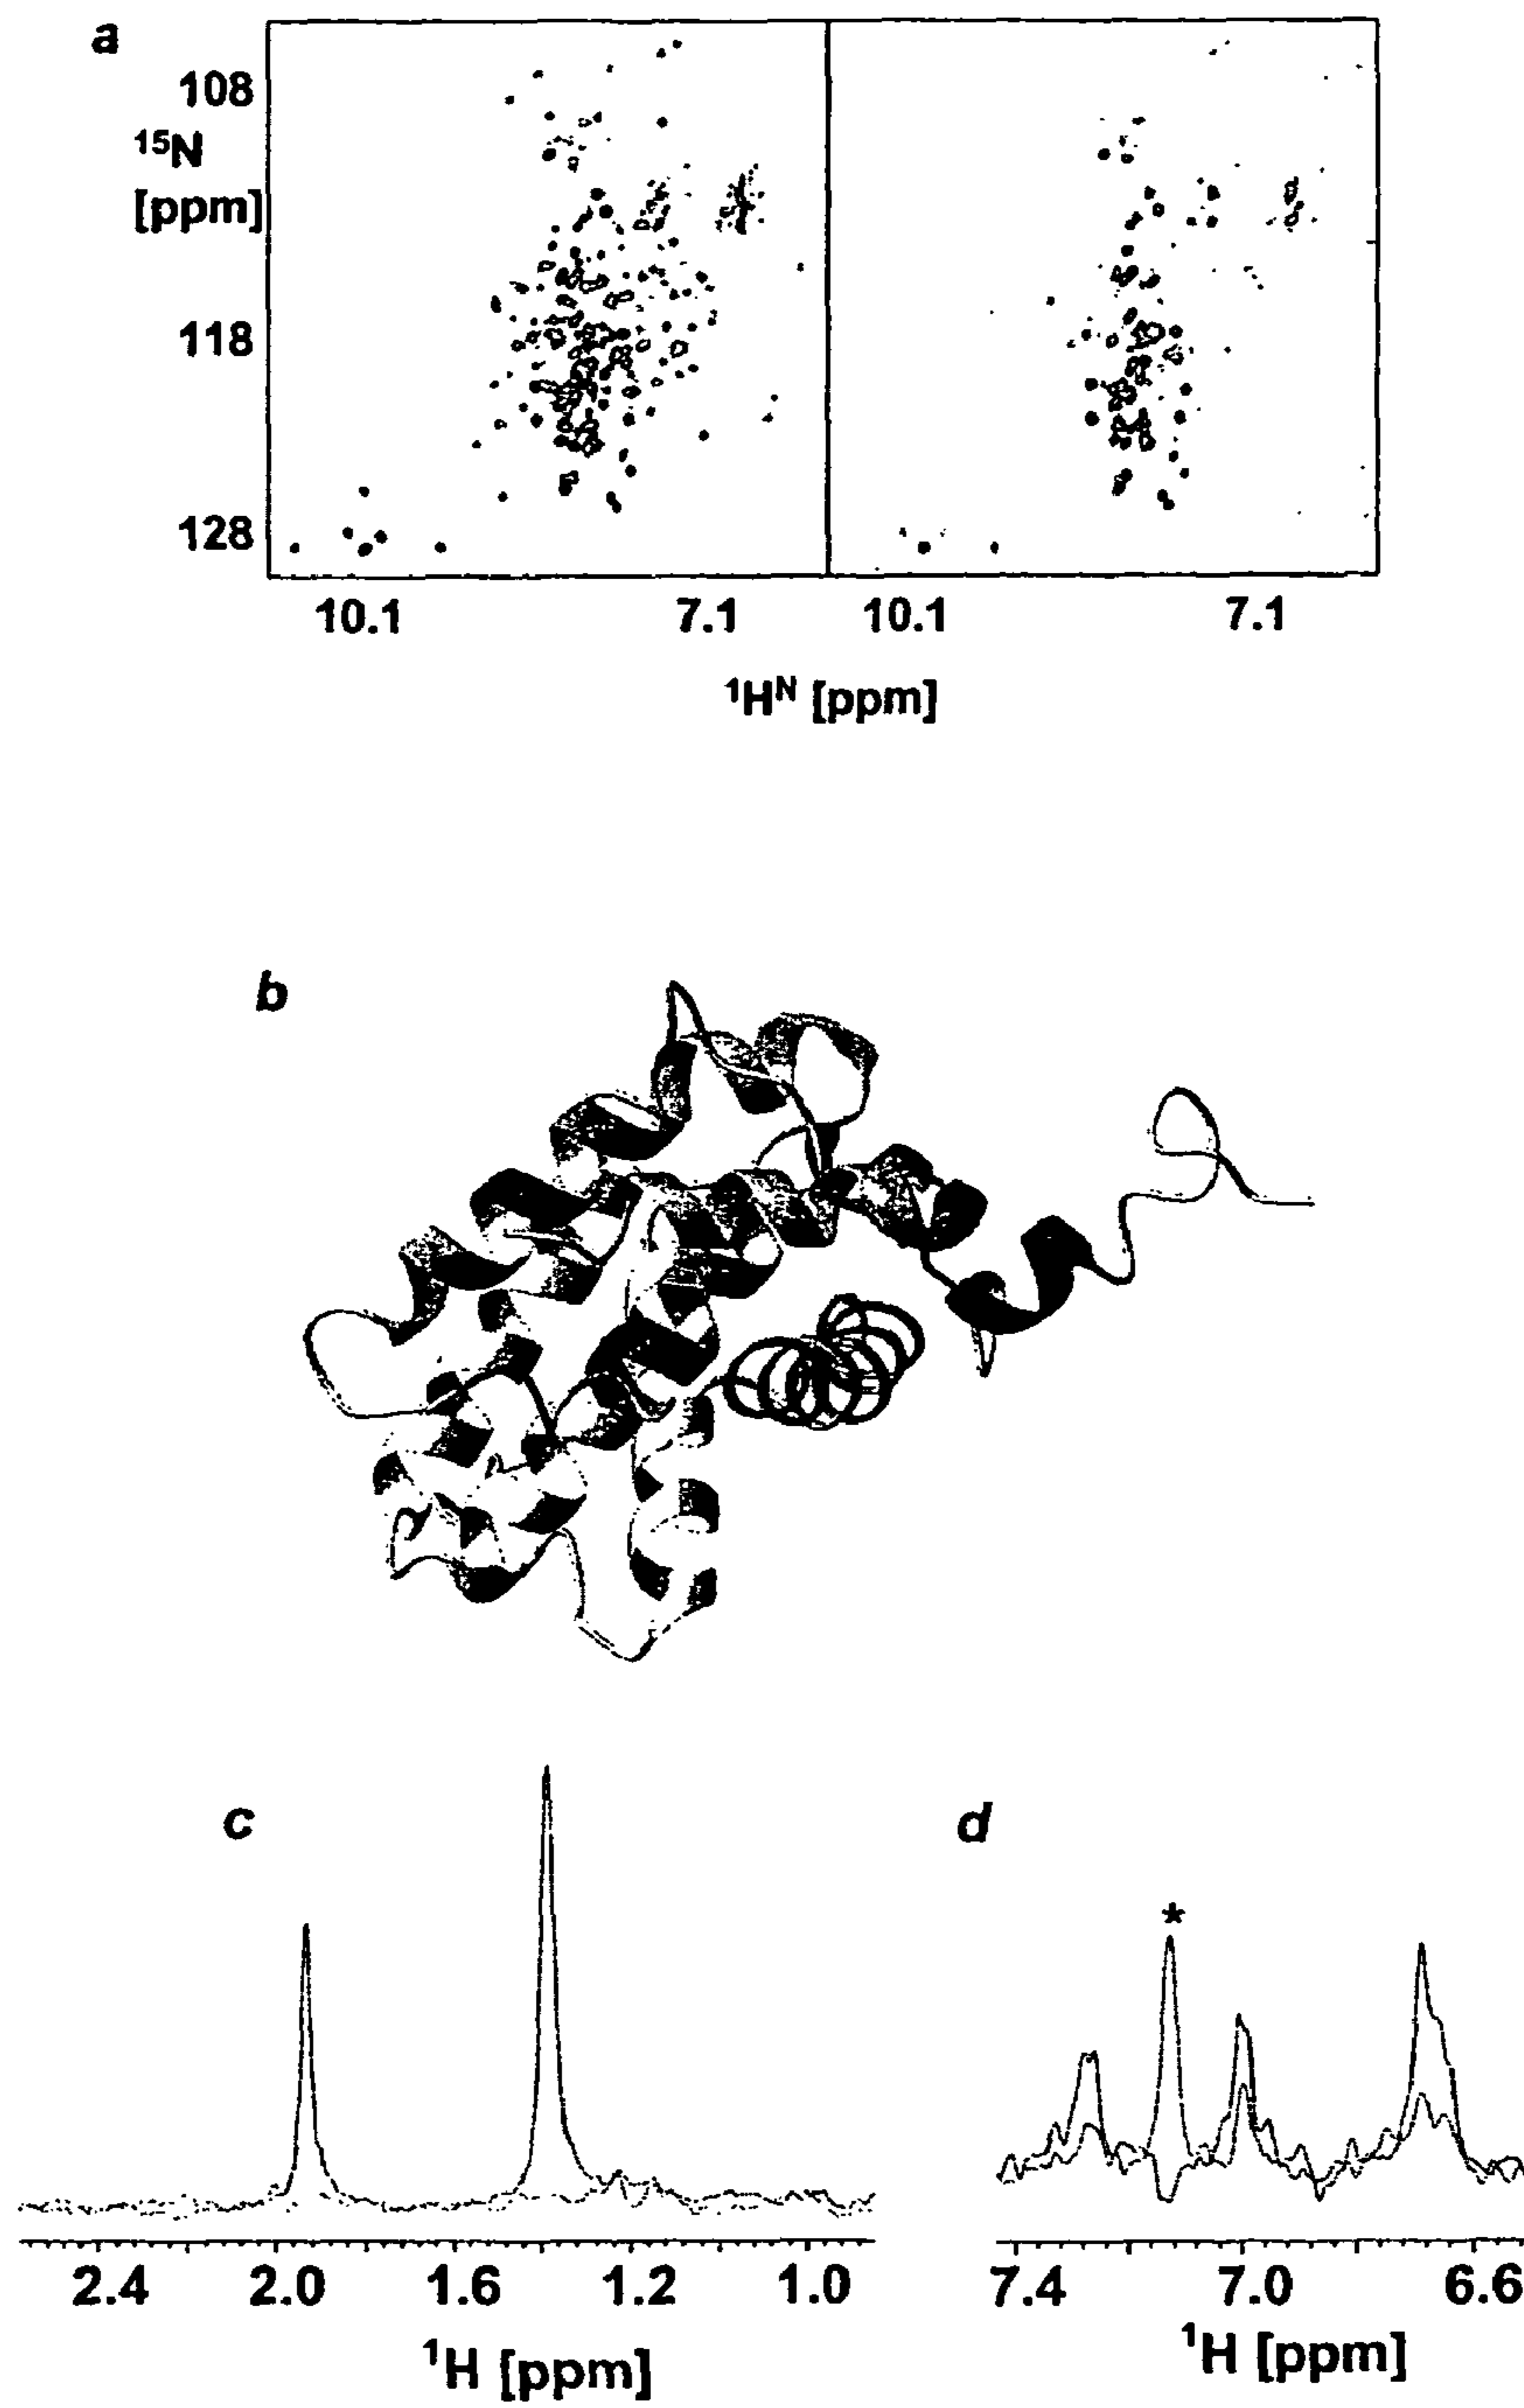 a
108
¹⁵N
[ppm]
118
128
10.1 7.1 10.1 7.1
¹Hᴺ [ppm]
b
c d
*
2.4 2.0 1.6 1.2 1.0 7.4 7.0 6.6
¹H [ppm] ¹H [ppm]